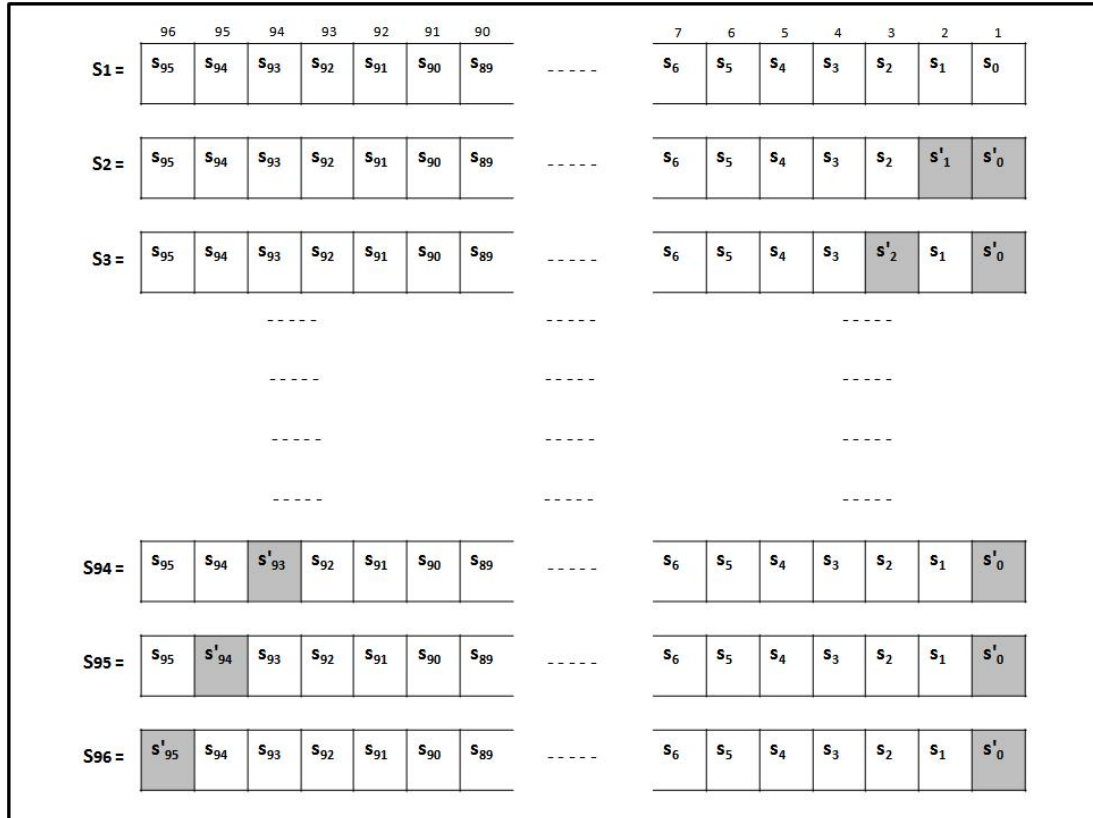 96 95 94 93 92 91 90 7 6 5 4 3 2 1
S1 = s95 s94 s93 s92 s91 s90 s89 ----- s6 s5 s4 s3 s2 s1 s0
S2 = s95 s94 s93 s92 s91 s90 s89 ----- s6 s5 s4 s3 s2 s'1 s'0
S3 = s95 s94 s93 s92 s91 s90 s89 ----- s6 s5 s4 s3 s'2 s1 s'0
----- ----- -----
----- ----- -----
----- ----- -----
----- ----- -----
S94 = s95 s94 s'93 s92 s91 s90 s89 ----- s6 s5 s4 s3 s2 s1 s'0
S95 = s95 s'94 s93 s92 s91 s90 s89 ----- s6 s5 s4 s3 s2 s1 s'0
S96 = s'95 s94 s93 s92 s91 s90 s89 ----- s6 s5 s4 s3 s2 s1 s'0